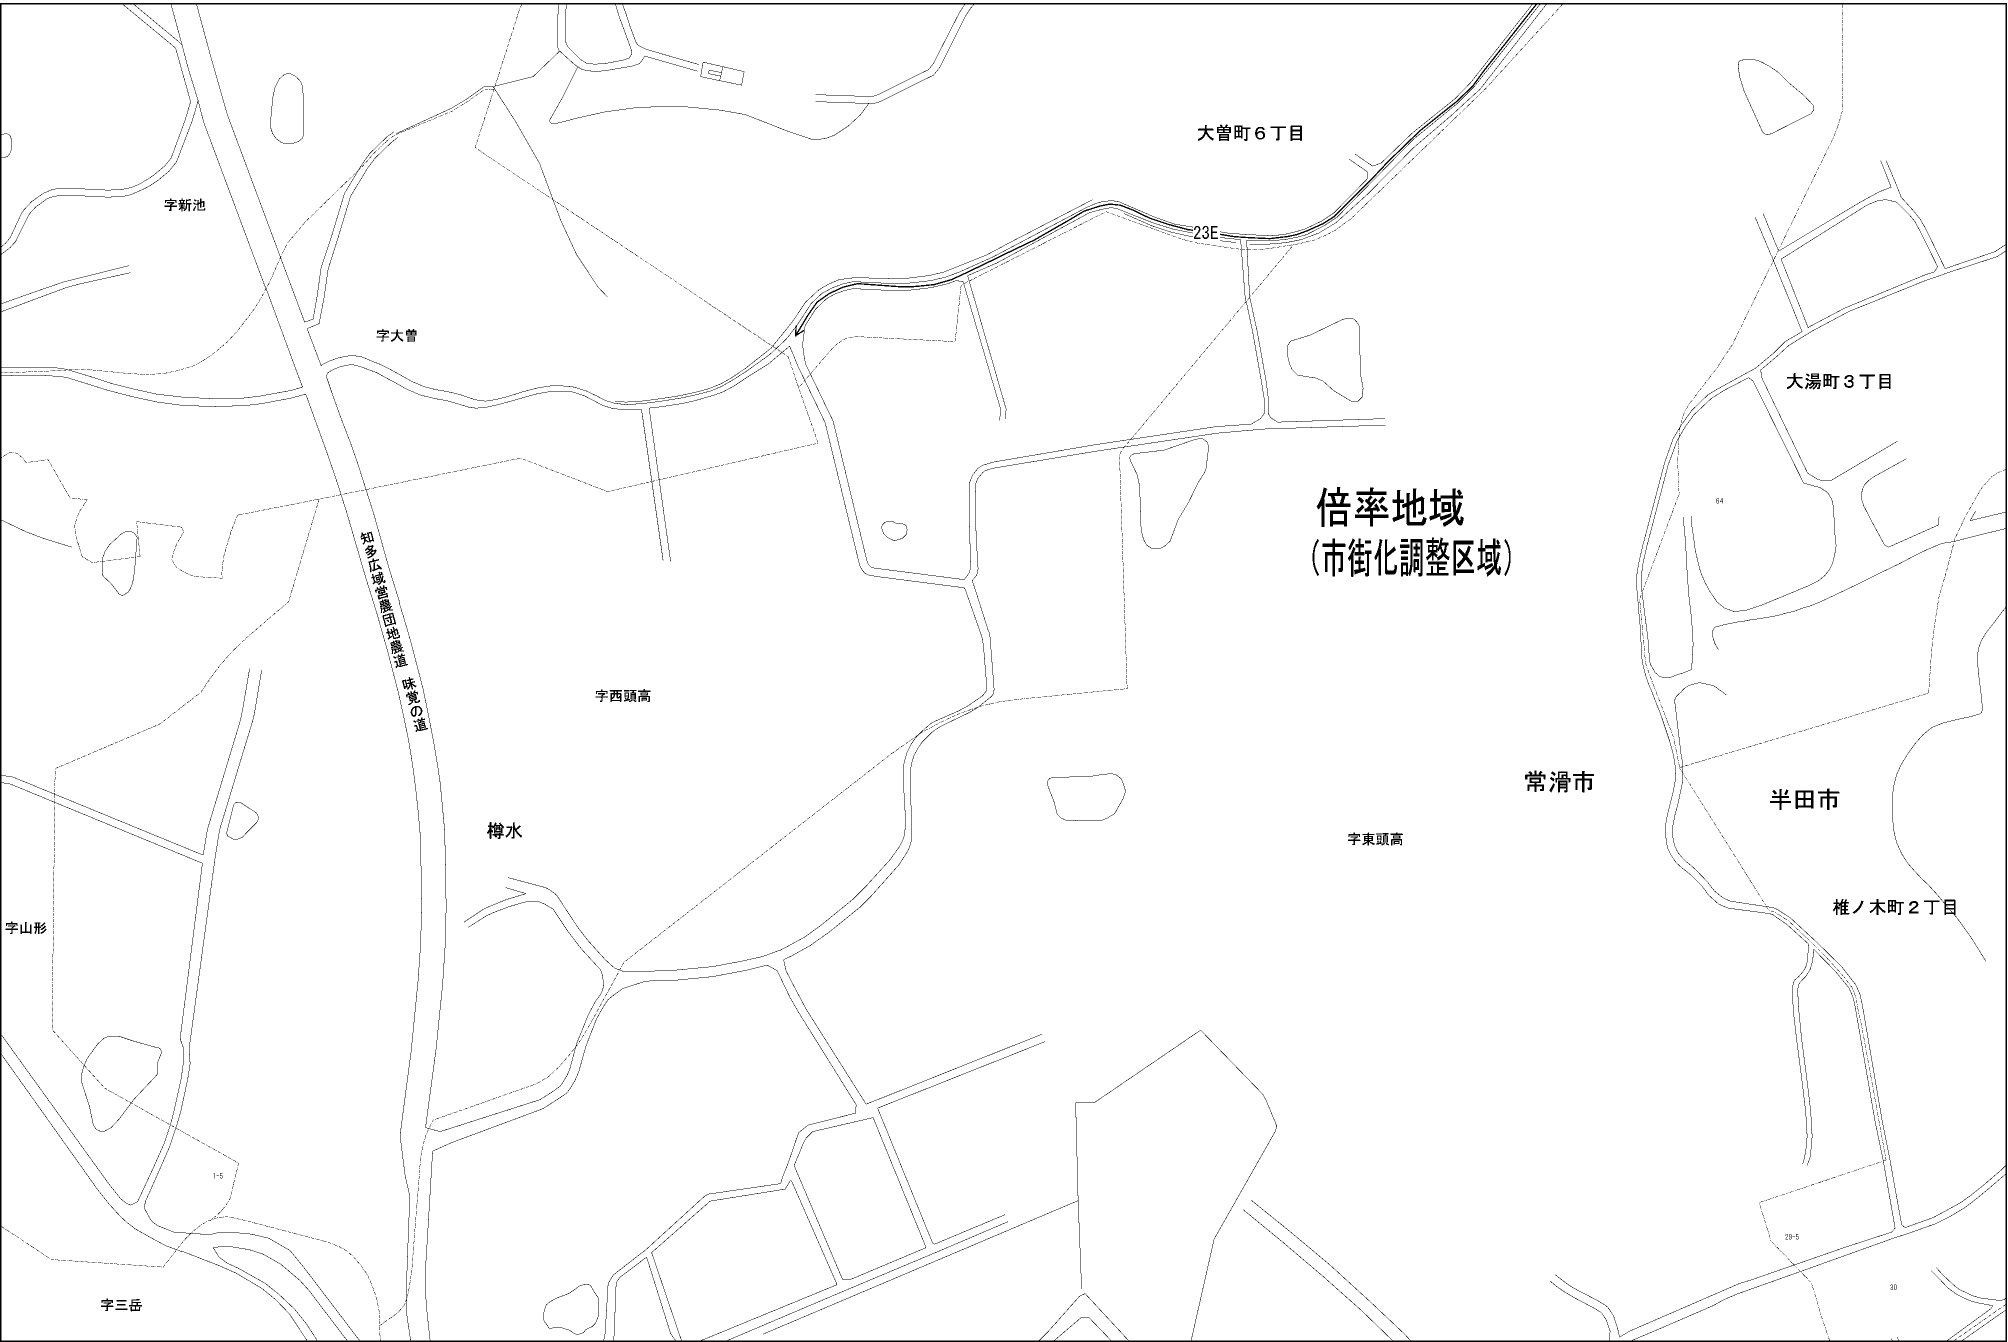 大曽町６丁目
字新池
23E
字大曽
大湯町３丁目
64
倍率地域
(市街化調整区域)
知多広域営農団地農道　味覚の道
字西頭高
常滑市
半田市
樽水
字東頭高
椎ノ木町２丁目
字山形
1-5
29-5
30
字三岳